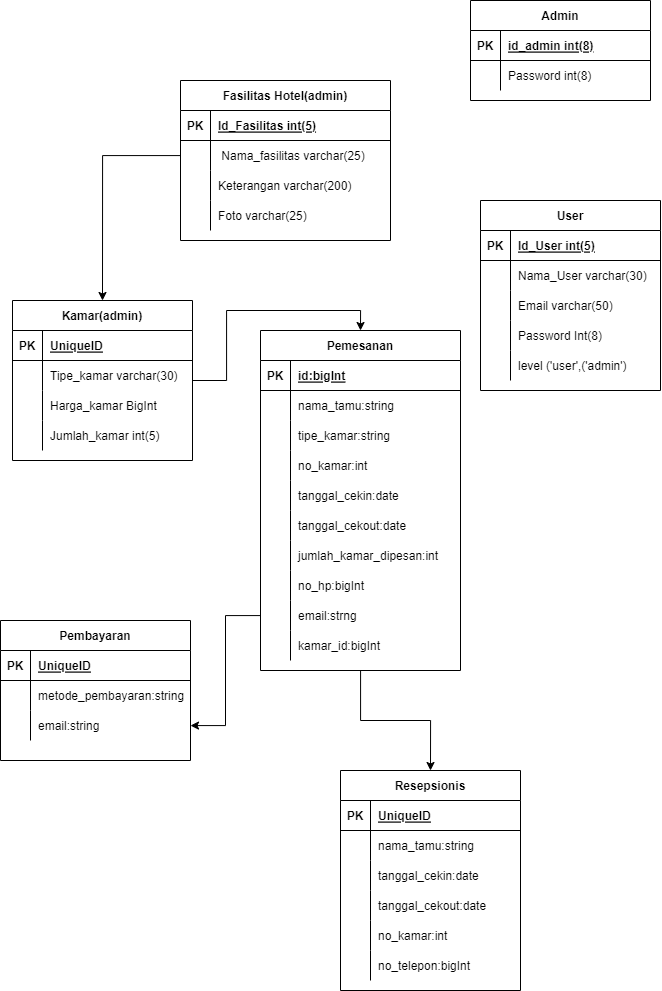 Admin
PK id_admin int(8)
Password int(8)
Fasilitas Hotel(admin)
PK Id_Fasilitas int(5)
Nama_fasilitas varchar(25)
Keterangan varchar(200)
Foto varchar(25)
User
PK Id_User int(5)
Nama_User varchar(30)
Email varchar(50)
Password Int(8)
level ('user',('admin')
Kamar(admin)
PK UniqueID
Tipe_kamar varchar(30)
Harga_kamar BigInt
Jumlah_kamar int(5)
Pemesanan
PK id:bigInt
nama_tamu:string
tipe_kamar:string
no_kamar:int
tanggal_cekin:date
tanggal_cekout:date
jumlah_kamar_dipesan:int
no_hp:bigInt
email:strng
kamar_id:bigInt
Pembayaran
PK UniqueID
metode_pembayaran:string
email:string
Resepsionis
PK UniqueID
nama_tamu:string
tanggal_cekin:date
tanggal_cekout:date
no_kamar:int
no_telepon:bigInt